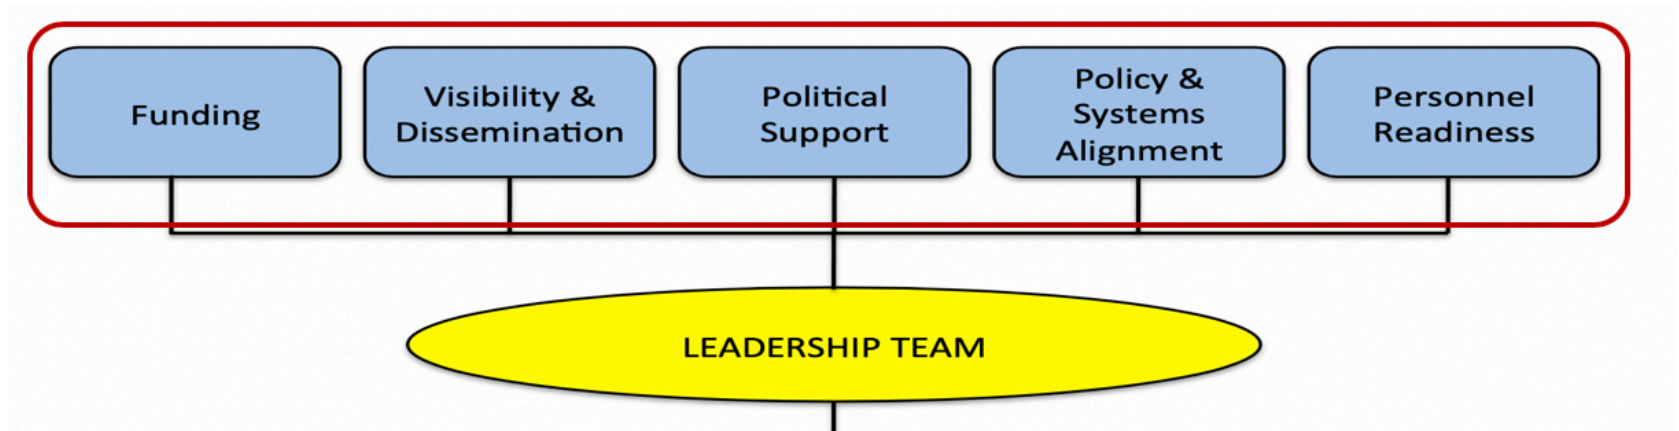 Funding
Visibility &
Dissemination
Political
Support
Policy &
Systems
Alignment
Personnel
Readiness
LEADERSHIP TEAM